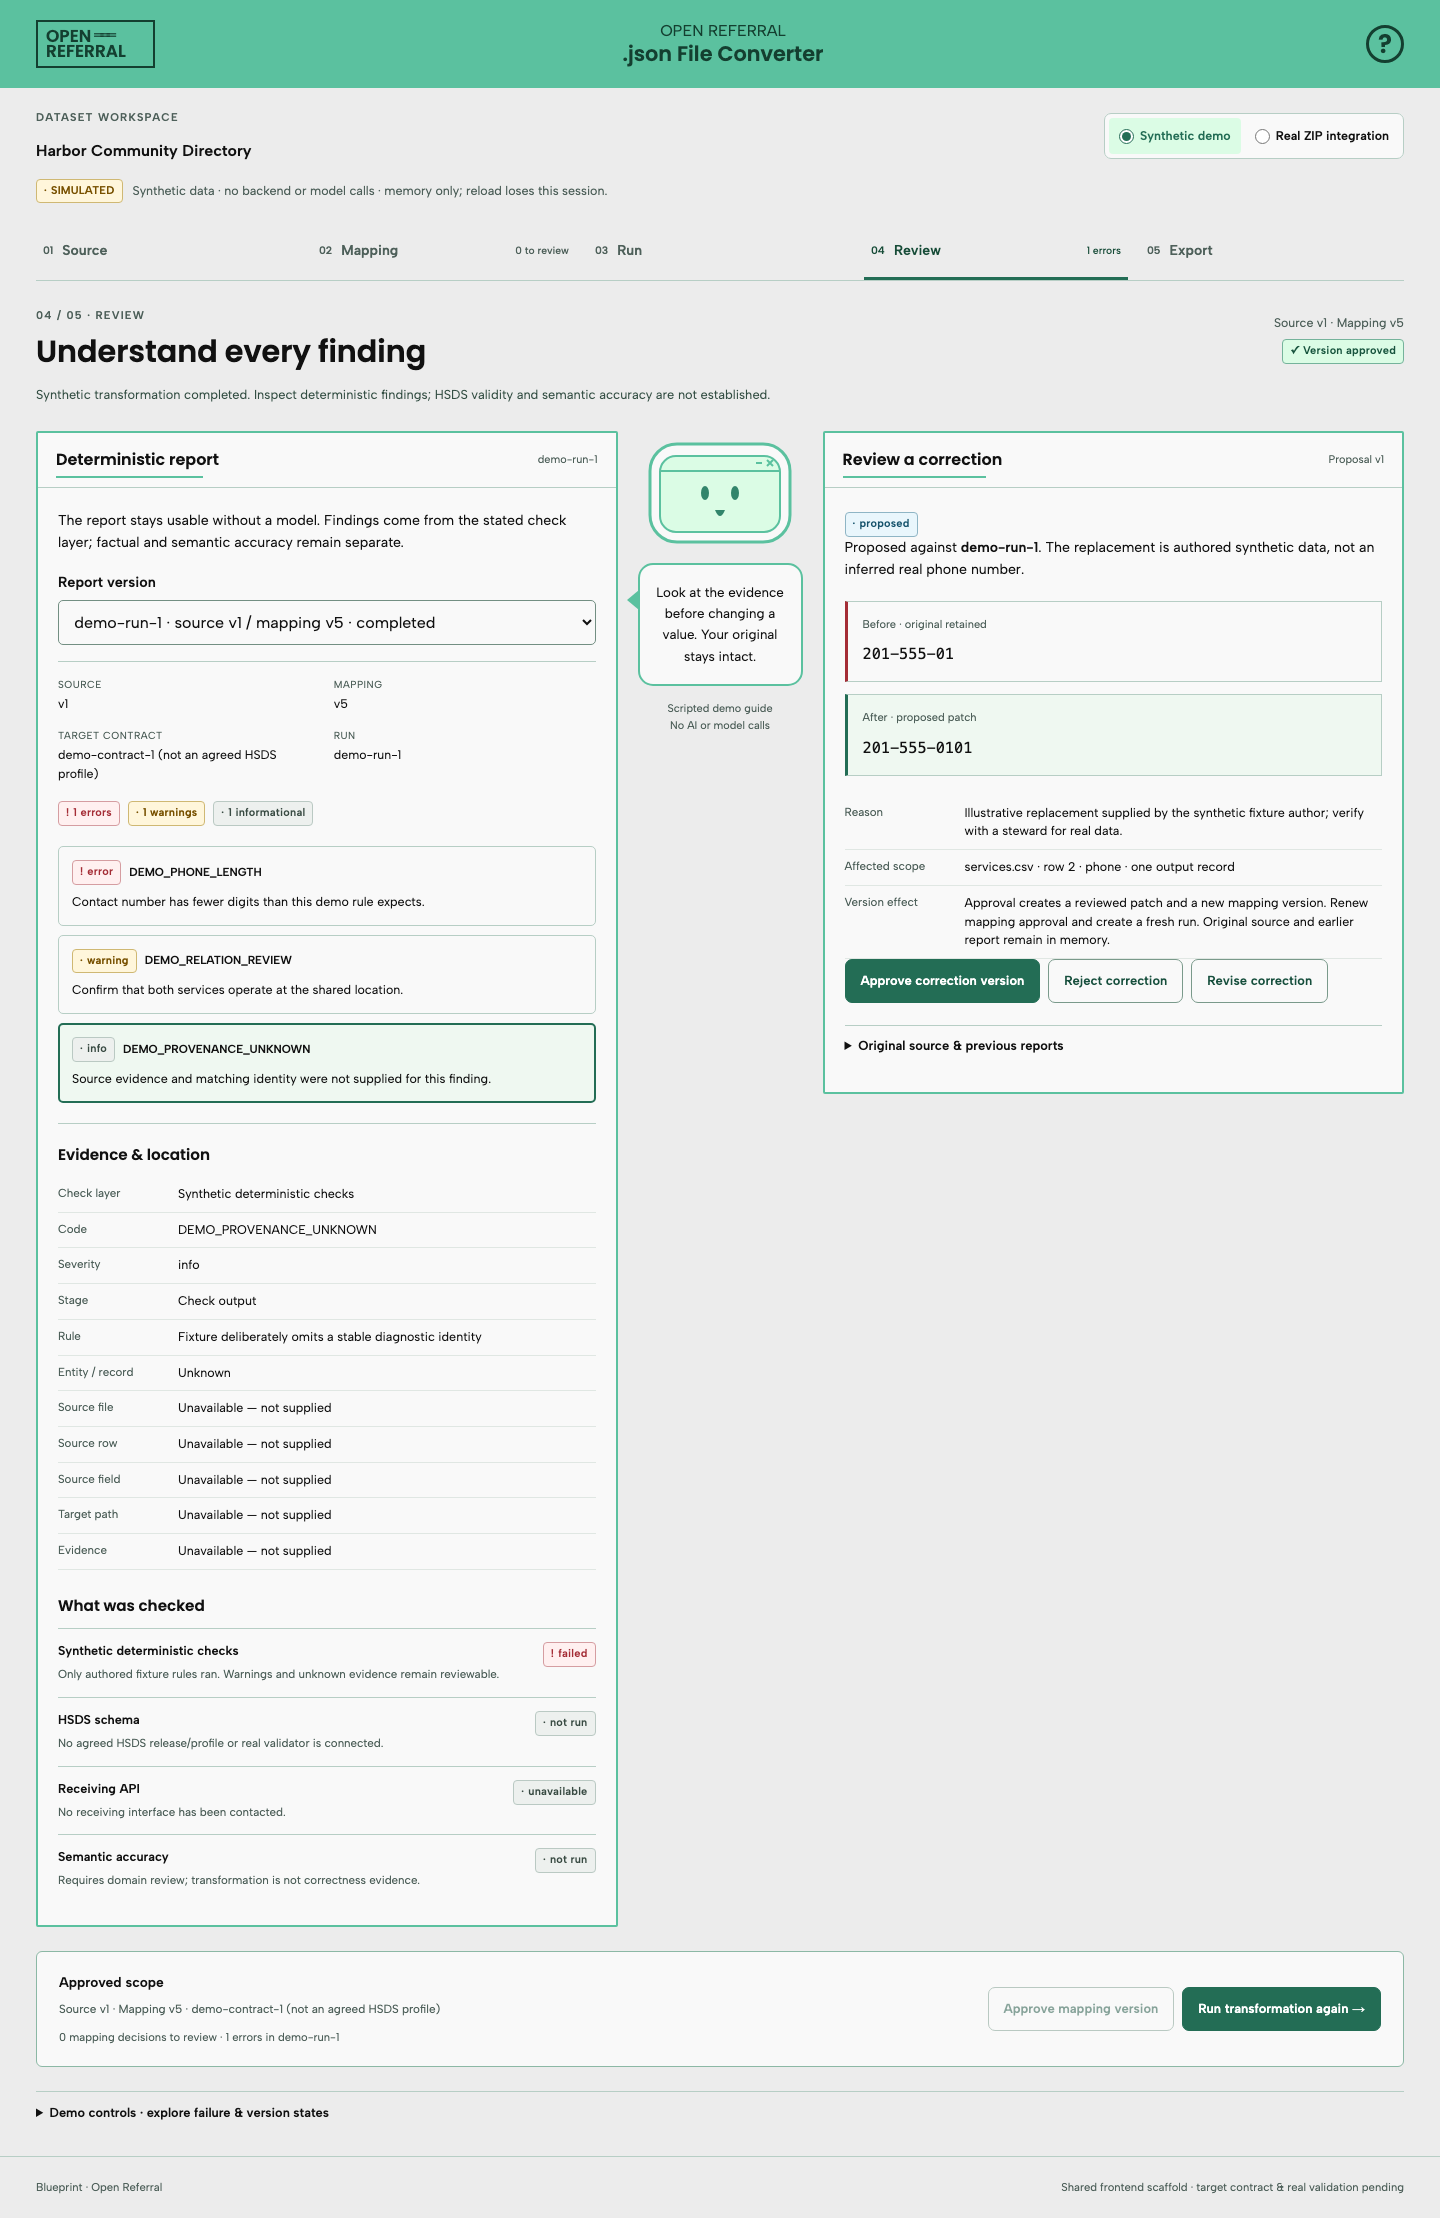 OPEN
REFERRAL
OPEN REFERRAL
.json File Converter
?
DATASET WORKSPACE
Harbor Community Directory
Synthetic demo
Real ZIP integration
· SIMULATED
Synthetic data · no backend or model calls · memory only; reload loses this session.
01 Source
02 Mapping 0 to review
03 Run
04 Review 1 errors
05 Export
04 / 05 · REVIEW
Understand every finding
Source v1 · Mapping v5
✓ Version approved
Synthetic transformation completed. Inspect deterministic findings; HSDS validity and semantic accuracy are not established.
Deterministic report
demo-run-1
The report stays usable without a model. Findings come from the stated check
layer; factual and semantic accuracy remain separate.
Report version
demo-run-1 · source v1 / mapping v5 · completed
SOURCE
v1
MAPPING
v5
TARGET CONTRACT
demo-contract-1 (not an agreed HSDS
profile)
RUN
demo-run-1
! 1 errors
· 1 warnings
· 1 informational
! error DEMO_PHONE_LENGTH
Contact number has fewer digits than this demo rule expects.
· warning DEMO_RELATION_REVIEW
Confirm that both services operate at the shared location.
· info DEMO_PROVENANCE_UNKNOWN
Source evidence and matching identity were not supplied for this finding.
Evidence & location
Check layer Synthetic deterministic checks
Code DEMO_PROVENANCE_UNKNOWN
Severity info
Stage Check output
Rule Fixture deliberately omits a stable diagnostic identity
Entity / record Unknown
Source file Unavailable — not supplied
Source row Unavailable — not supplied
Source field Unavailable — not supplied
Target path Unavailable — not supplied
Evidence Unavailable — not supplied
What was checked
Synthetic deterministic checks
! failed
Only authored fixture rules ran. Warnings and unknown evidence remain reviewable.
HSDS schema
· not run
No agreed HSDS release/profile or real validator is connected.
Receiving API
· unavailable
No receiving interface has been contacted.
Semantic accuracy
· not run
Requires domain review; transformation is not correctness evidence.
Look at the evidence
before changing a
value. Your original
stays intact.
Scripted demo guide
No AI or model calls
Review a correction
Proposal v1
· proposed
Proposed against demo-run-1. The replacement is authored synthetic data, not an
inferred real phone number.
Before · original retained
201-555-01
After · proposed patch
201-555-0101
Reason Illustrative replacement supplied by the synthetic fixture author; verify
with a steward for real data.
Affected scope services.csv · row 2 · phone · one output record
Version effect Approval creates a reviewed patch and a new mapping version. Renew
mapping approval and create a fresh run. Original source and earlier
report remain in memory.
Approve correction version
Reject correction
Revise correction
Original source & previous reports
Approved scope
Source v1 · Mapping v5 · demo-contract-1 (not an agreed HSDS profile)
0 mapping decisions to review · 1 errors in demo-run-1
Approve mapping version
Run transformation again →
Demo controls · explore failure & version states
Blueprint · Open Referral
Shared frontend scaffold · target contract & real validation pending